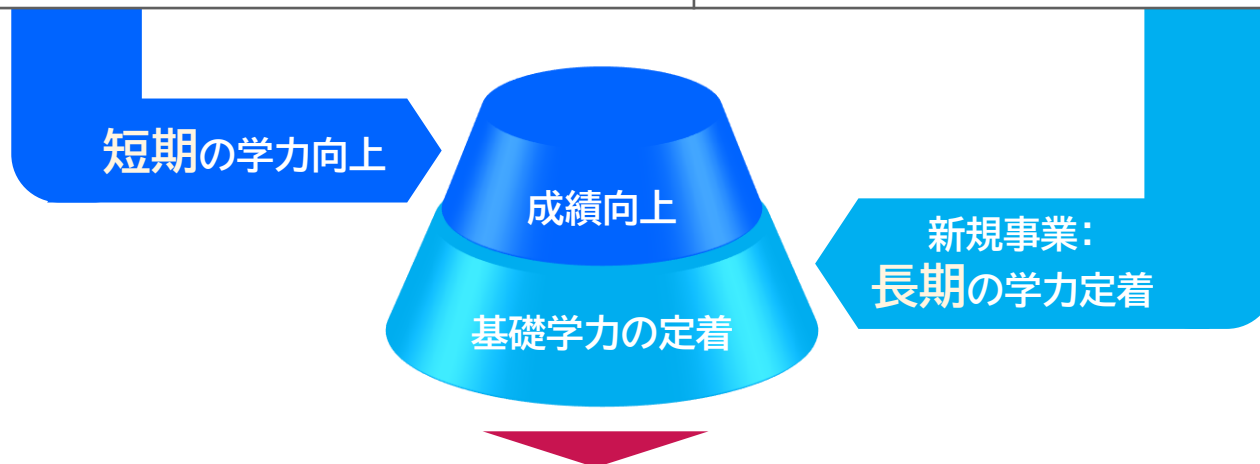 短期の学力向上
成績向上
新規事業：
長期の学力定着
基礎学力の定着